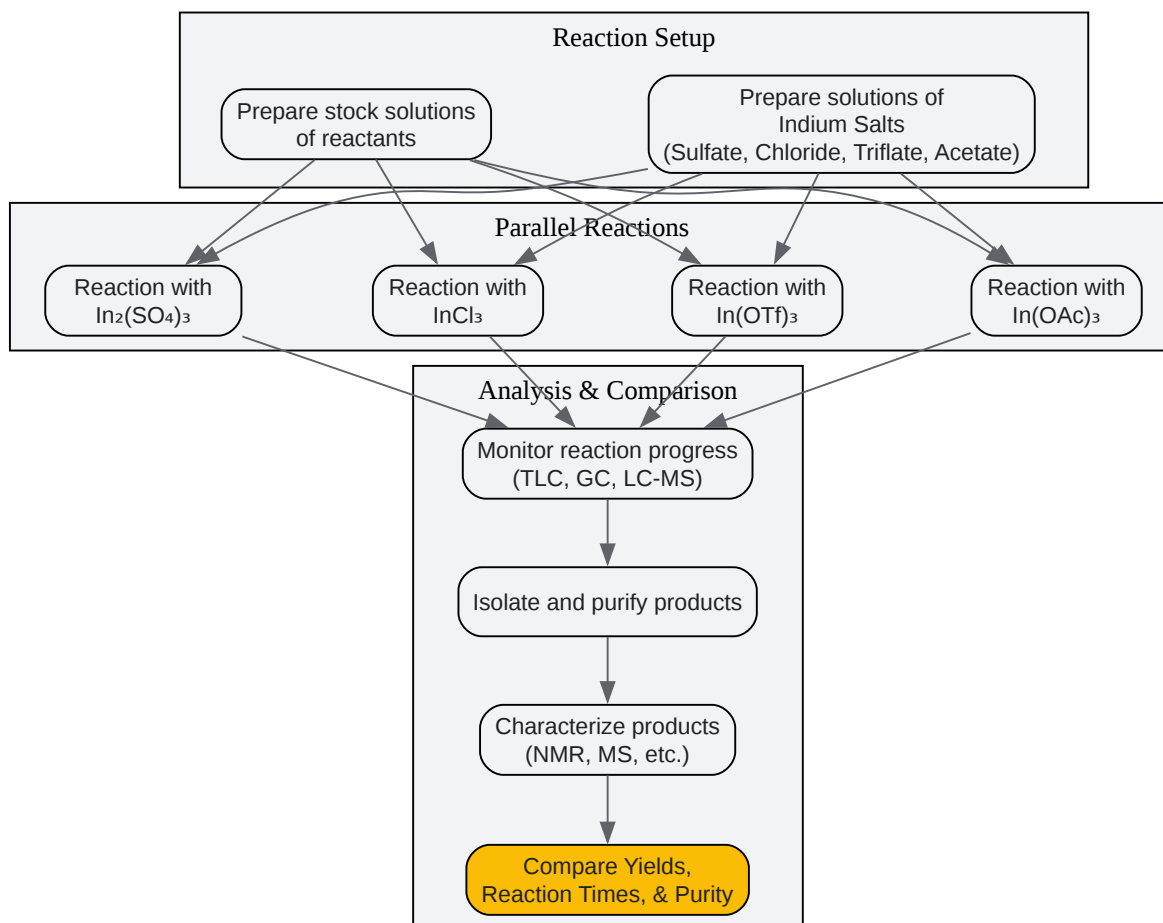 Reaction Setup
Prepare stock solutions
of reactants
Prepare solutions of
Indium Salts
(Sulfate, Chloride, Triflate, Acetate)
Parallel Reactions
Reaction with
In₂(SO₄)₃
Reaction with
InCl₃
Reaction with
In(OTf)₃
Reaction with
In(OAc)₃
Analysis & Comparison
Monitor reaction progress
(TLC, GC, LC-MS)
Isolate and purify products
Characterize products
(NMR, MS, etc.)
Compare Yields,
Reaction Times, & Purity